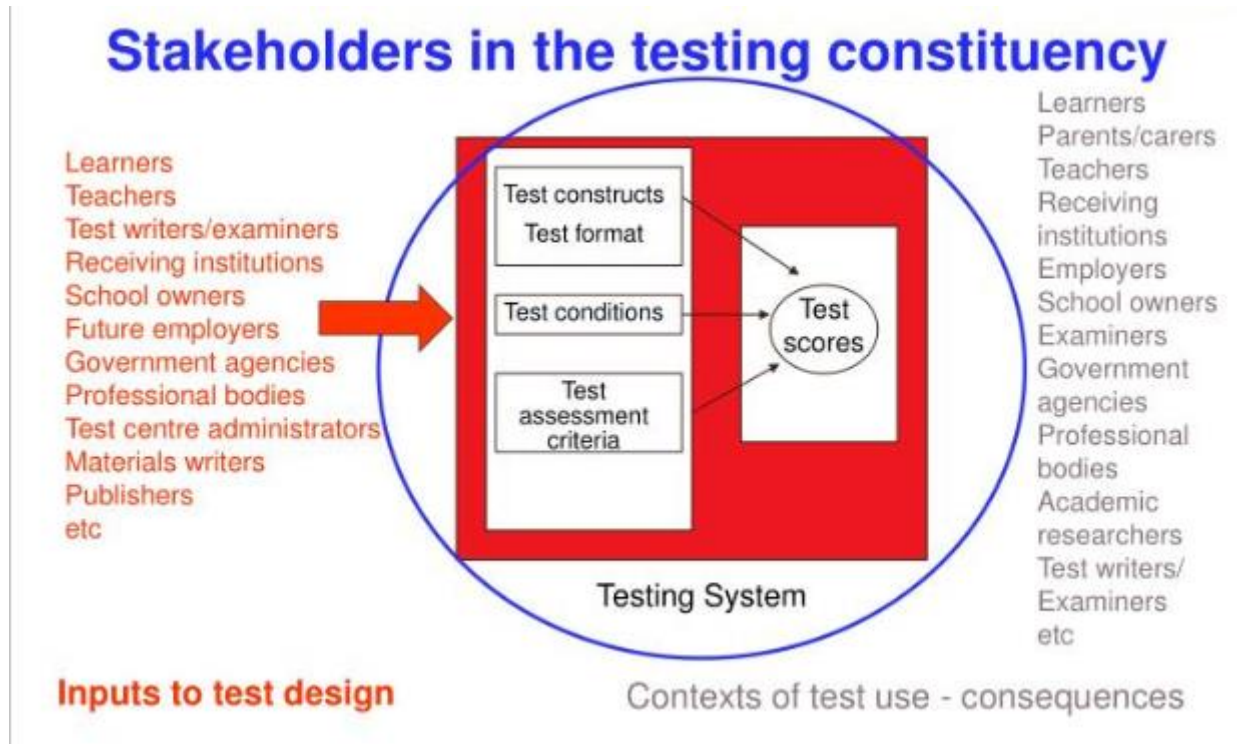 Stakeholders in the testing constituency
Learners
Teachers
Test writers/examiners
Receiving institutions
School owners
Future employers
Government agencies
Professional bodies
Test centre administrators
Materials writers
Publishers
etc
Test constructs
Test format
Test conditions
Test
assessment
criteria
Test
scores
Testing System
Learners
Parents/carers
Teachers
Receiving
institutions
Employers
School owners
Examiners
Government
agencies
Professional
bodies
Academic
researchers
Test writers/
Examiners
etc
Inputs to test design
Contexts of test use - consequences